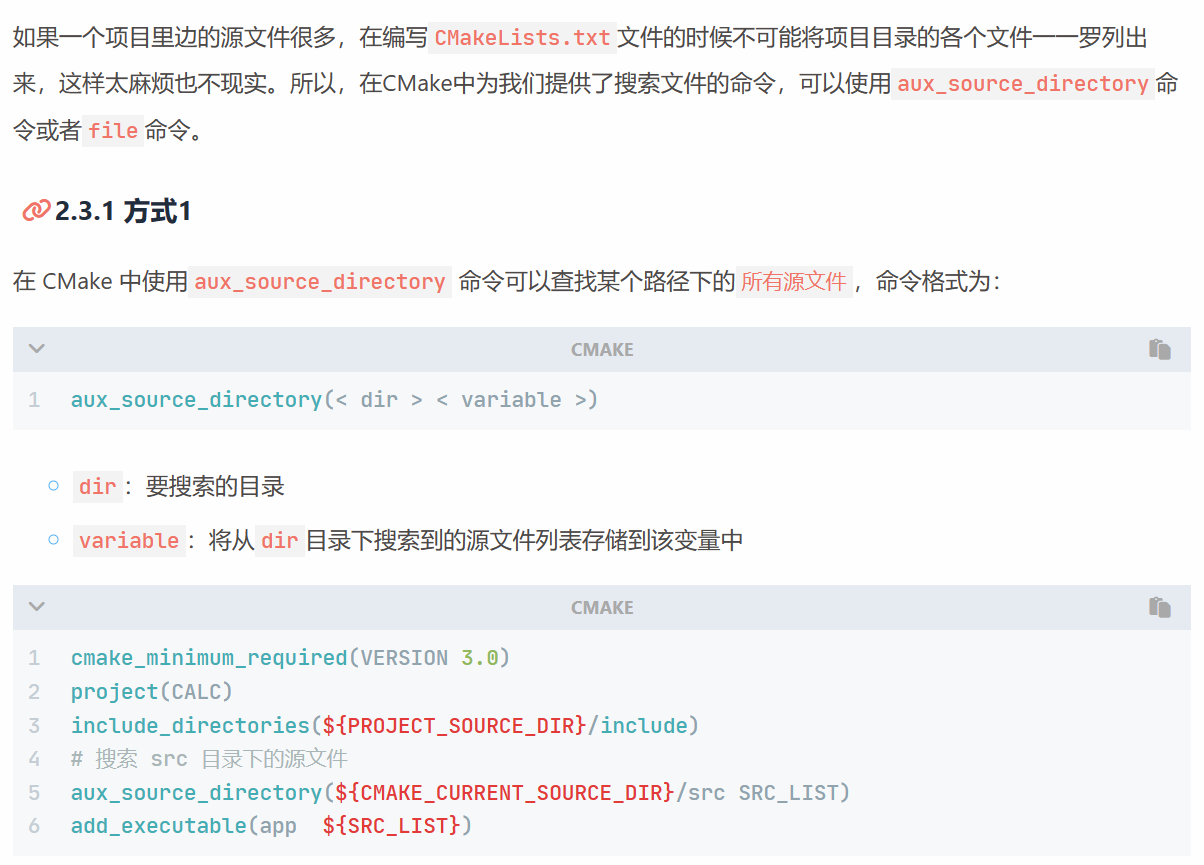 如果一个项目里边的源文件很多，在编写CMakeLists.txt文件的时候不可能将项目目录的各个文件一一罗列出
来，这样太麻烦也不现实。所以，在CMake中为我们提供了搜索文件的命令，可以使用aux_source_directory命
令或者file命令。
2.3.1 方式1
在 CMake 中使用aux_source_directory 命令可以查找某个路径下的所有源文件，命令格式为：
CMAKE
1 aux_source_directory(< dir > < variable >)
dir：要搜索的目录
variable：将从dir目录下搜索到的源文件列表存储到该变量中
CMAKE
1 cmake_minimum_required(VERSION 3.0)
2 project(CALC)
3 include_directories(${PROJECT_SOURCE_DIR}/include)
4 # 搜索 src 目录下的源文件
5 aux_source_directory(${CMAKE_CURRENT_SOURCE_DIR}/src SRC_LIST)
6 add_executable(app  ${SRC_LIST})